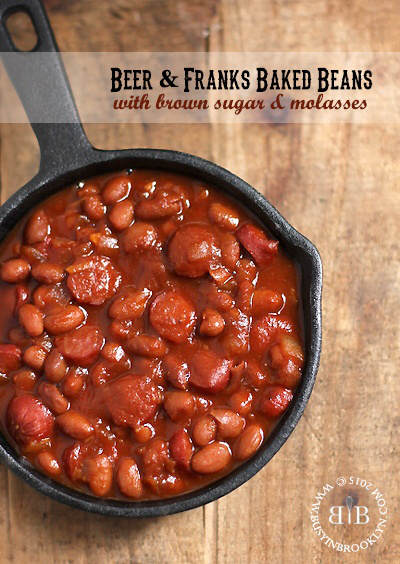 Beer & Franks Baked Beans
with brown sugar & molasses
WWW.BUSYINBROOKLYN.COM 2015 ©
BiB